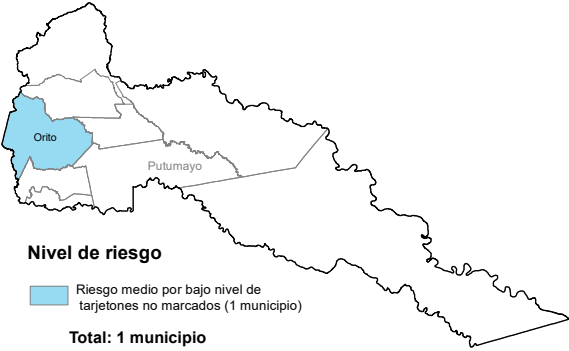 Orito
Putumayo
Nivel de riesgo
Riesgo medio por bajo nivel de
tarjetones no marcados (1 municipio)
Total: 1 municipio